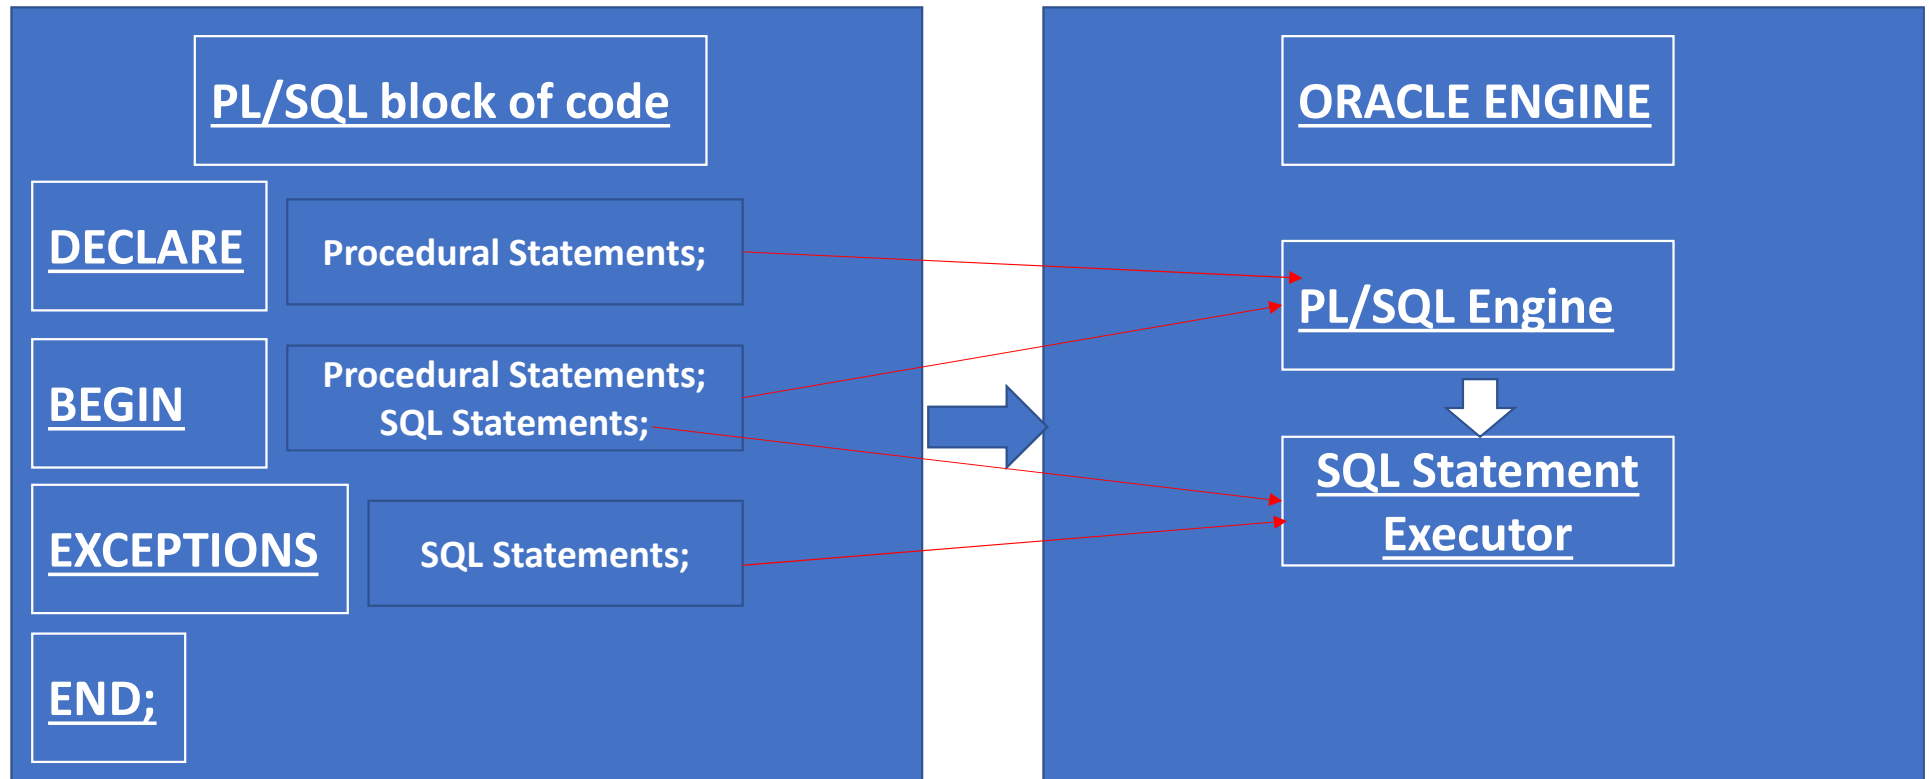 PL/SQL block of code
DECLARE
Procedural Statements;
BEGIN
Procedural Statements;
SQL Statements;
EXCEPTIONS
SQL Statements;
END;
ORACLE ENGINE
PL/SQL Engine
SQL Statement
Executor